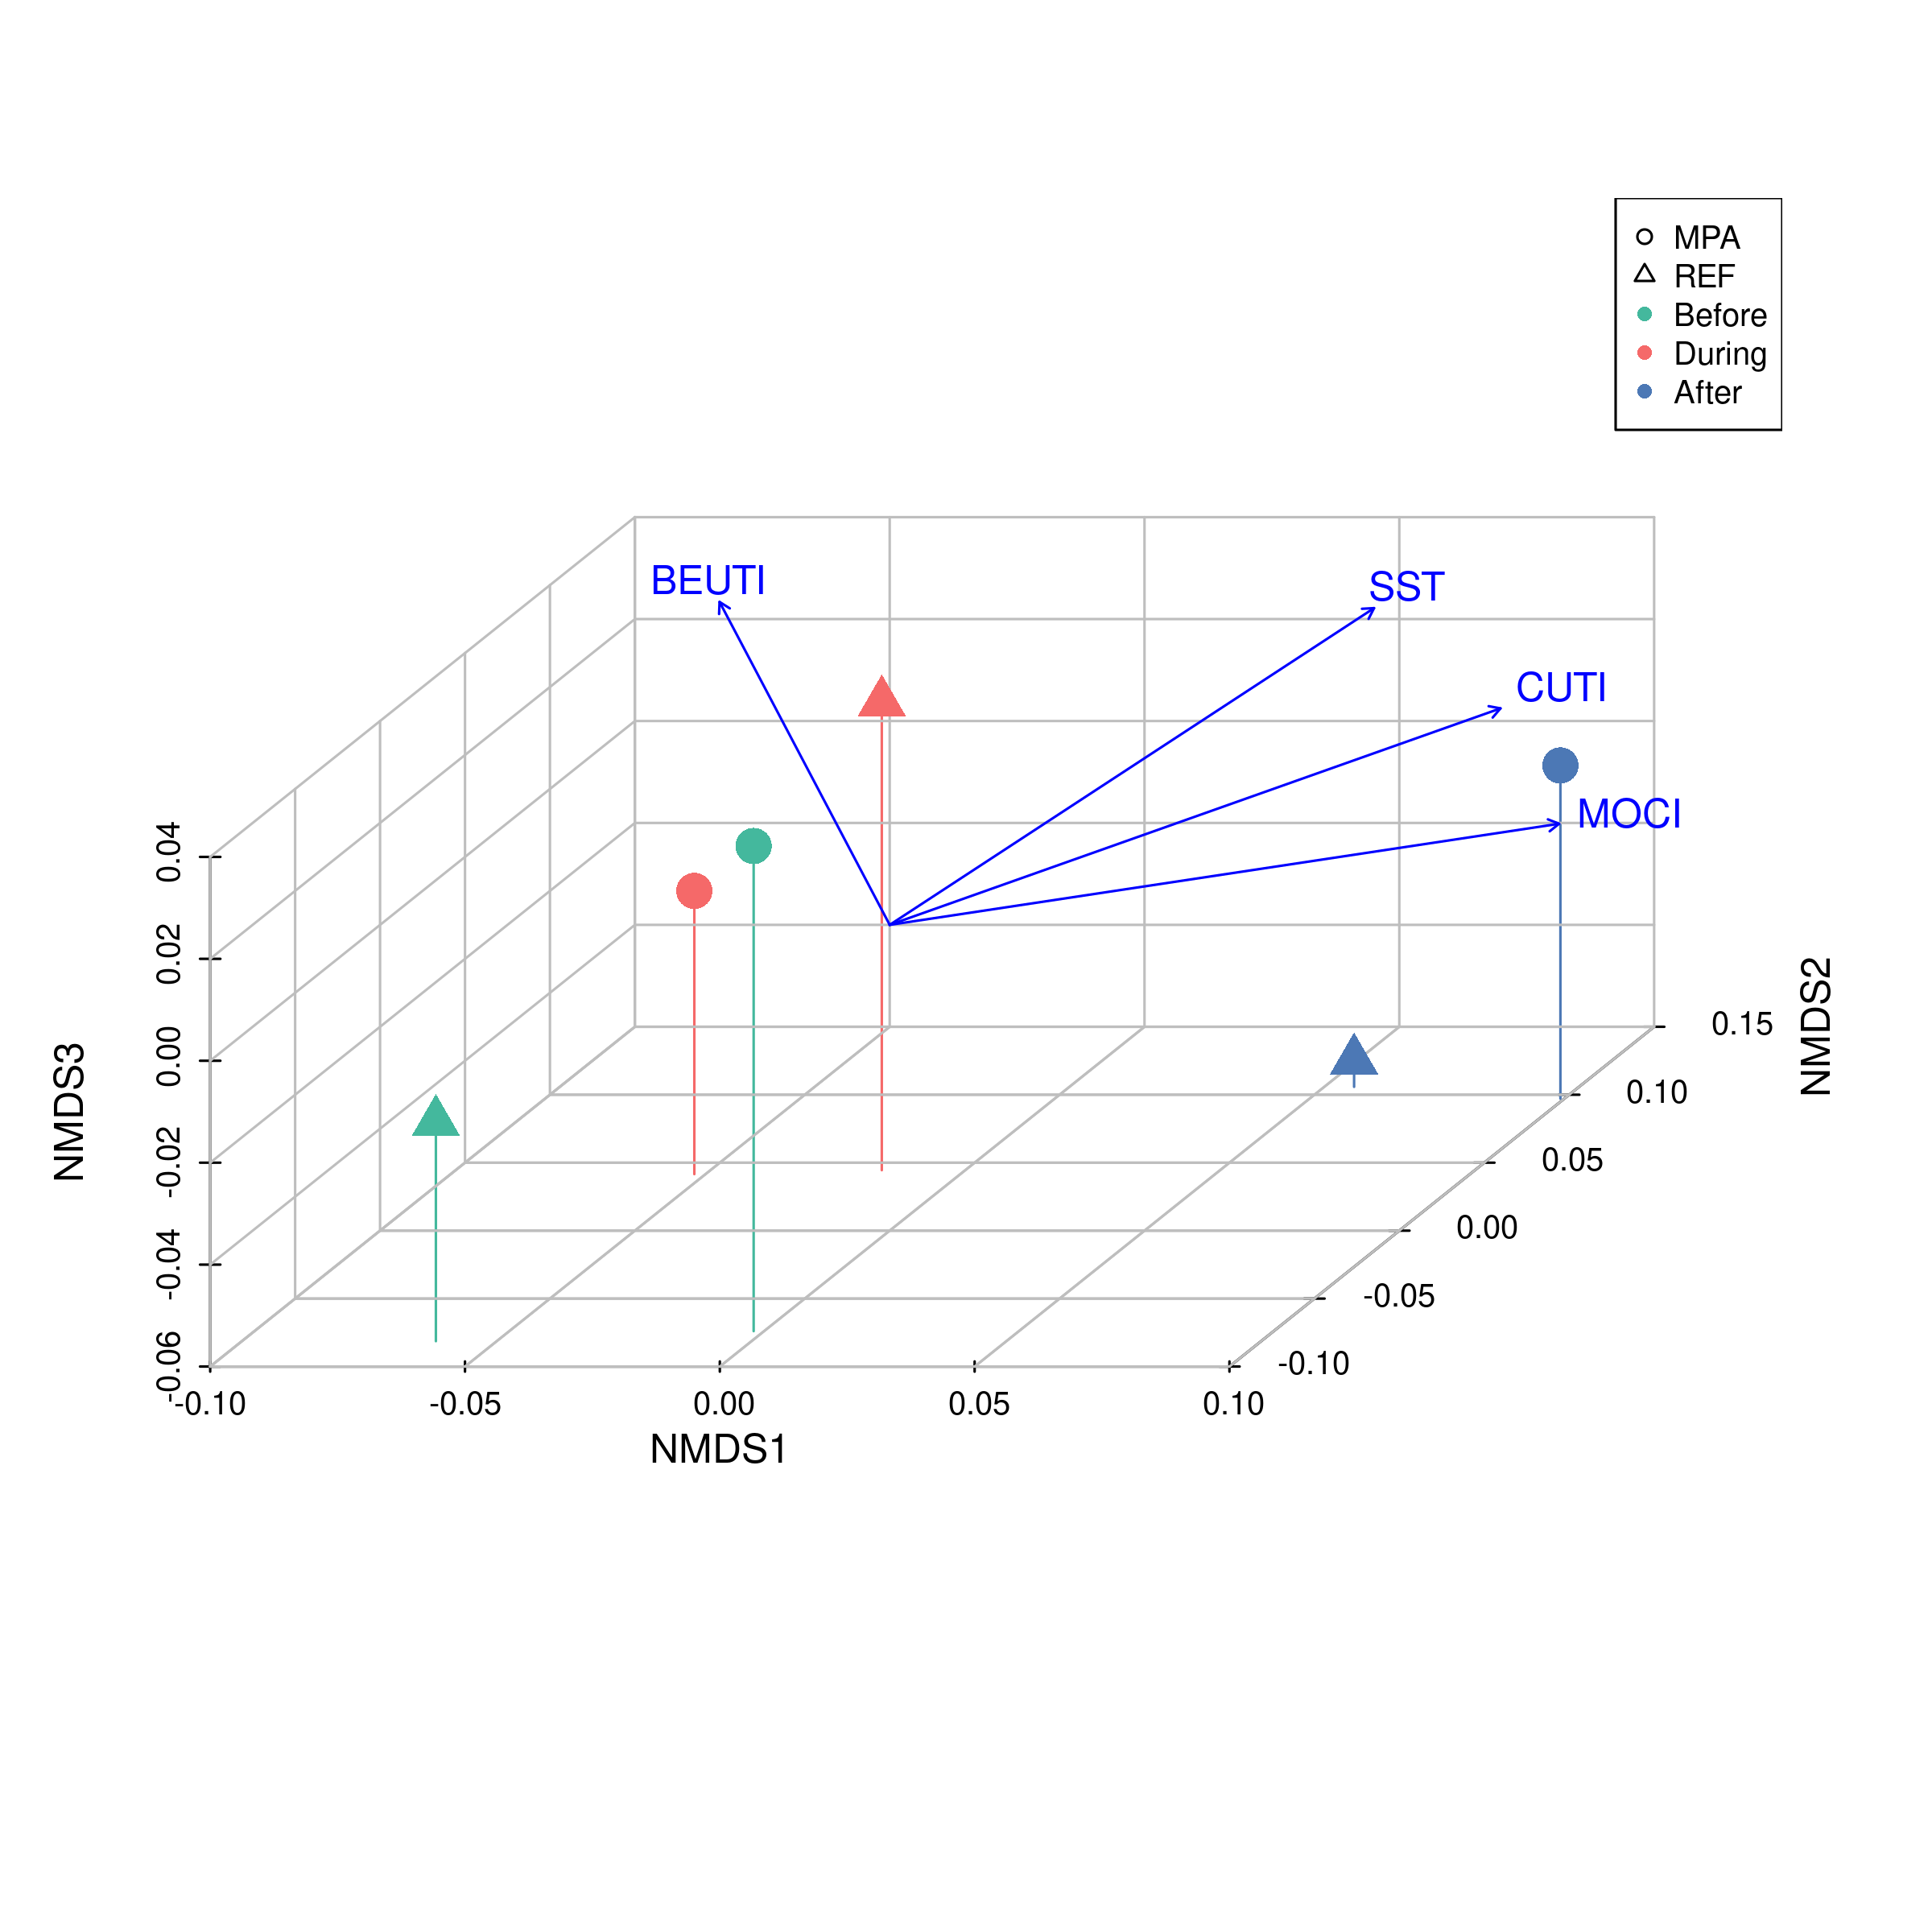 MPA
REF
Before
During
After
BEUTI
SST
CUTI
MOCI
NMDS3
0.04
0.02
0.00
-0.02
-0.04
-0.06
-0.10
-0.05
0.00
0.05
0.10
NMDS1
-0.10
-0.05
0.00
0.05
0.10
0.15
NMDS2